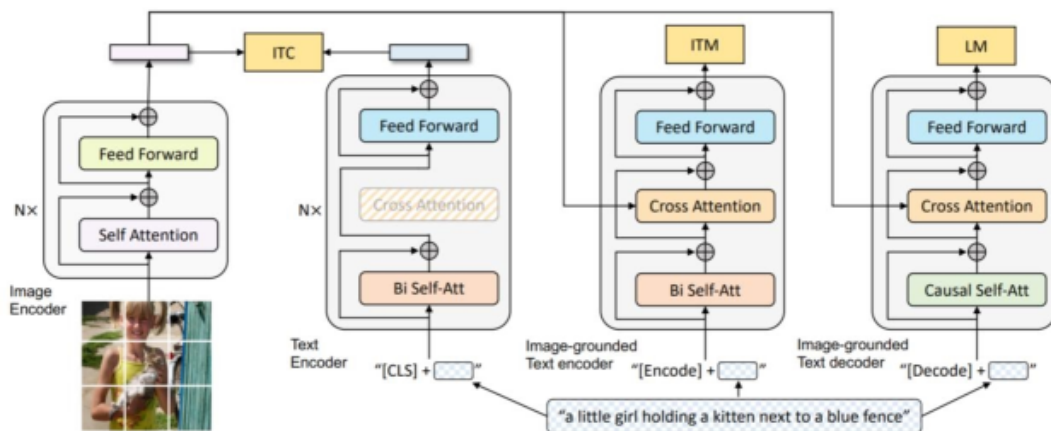 ITC
ITM
LM
Feed Forward
Self Attention
N×
Image
Encoder
Feed Forward
Cross Attention
Bi Self-Att
N×
Text
Encoder
"[CLS] + "
Feed Forward
Cross Attention
Bi Self-Att
Image-grounded
Text encoder
"[Encode] + "
Feed Forward
Cross Attention
Causal Self-Att
Image-grounded
Text decoder
"[Decode] + "
"a little girl holding a kitten next to a blue fence"